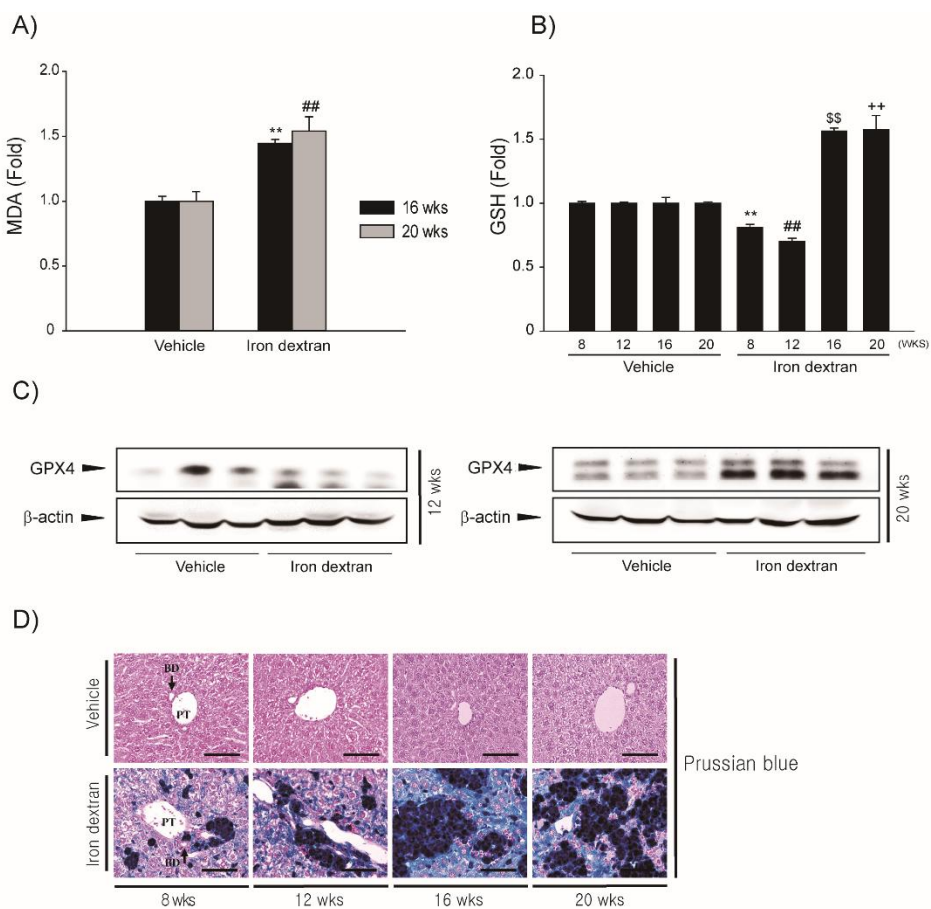 A)
2.0
1.5
1.0
0.5
0
MDA (Fold)
**
##
16 wks
20 wks
Vehicle
Iron dextran
B)
2.0
1.5
1.0
0.5
0
GSH (Fold)
**
##
$$
++
8 12 16 20 8 12 16 20 (WKS)
Vehicle Iron dextran
C)
GPX4
β-actin
Vehicle Iron dextran
12 wks
GPX4
β-actin
Vehicle Iron dextran
20 wks
D)
Vehicle
BD
PT
Iron dextran
PT
BD
Prussian blue
8 wks 12 wks 16 wks 20 wks